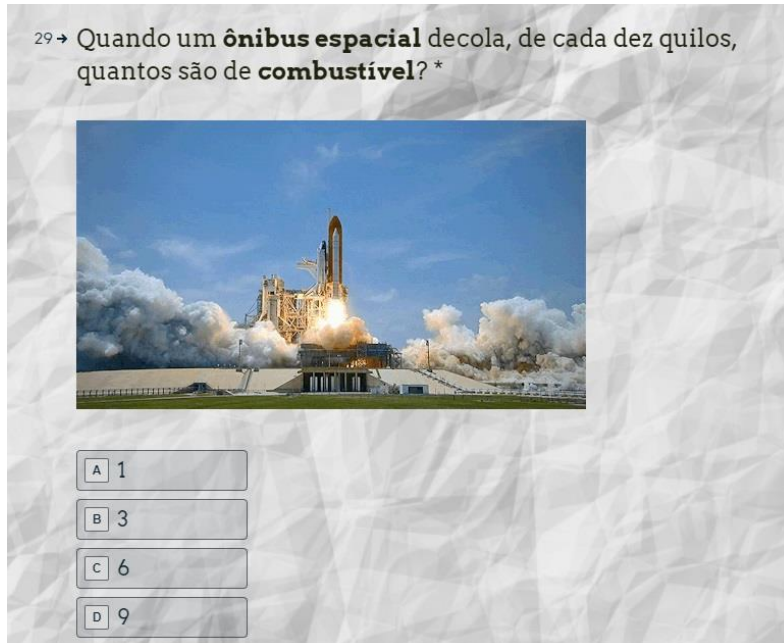 29 → Quando um ônibus espacial decola, de cada dez quilos,
quantos são de combustível? *
A 1
B 3
C 6
D 9